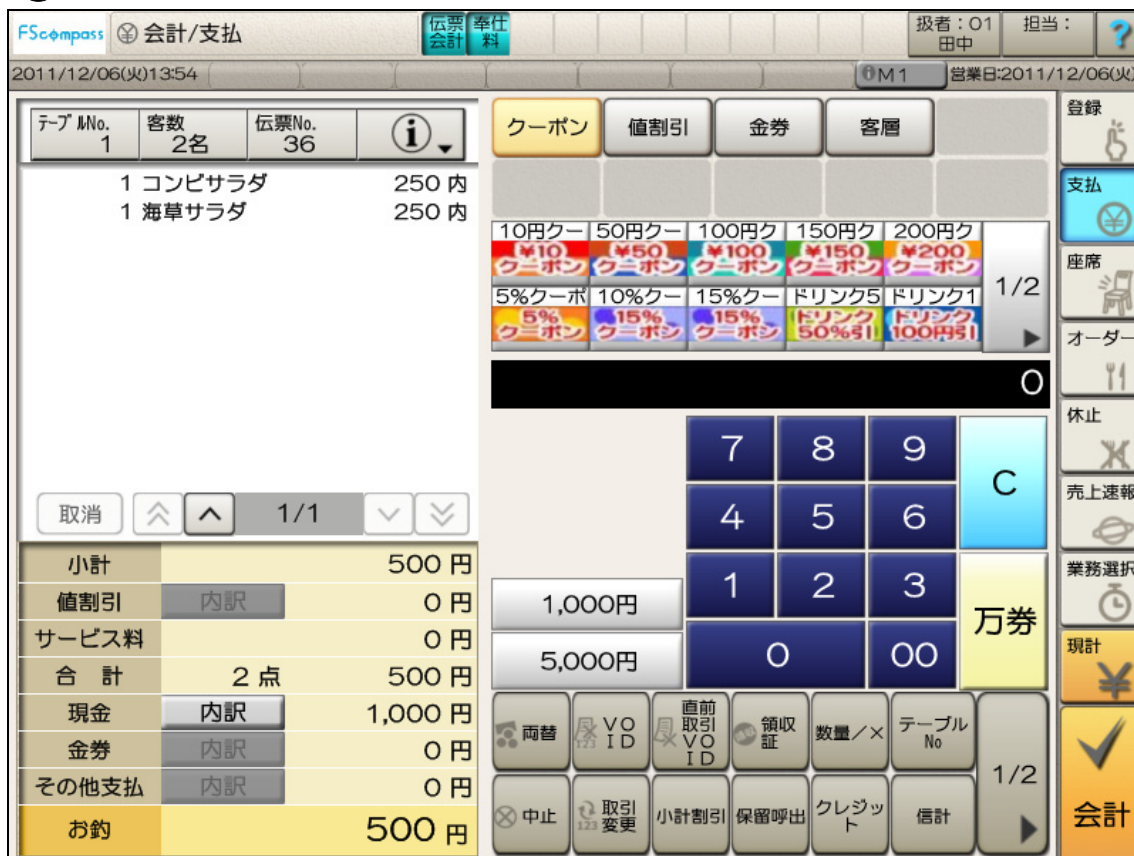 FScompass 会計/支払 伝票会計 奉仕料 扱者：01 田中 担当： ?
2011/12/06(火)13:54 M1 営業日:2011/12/06(火)
テーブルNo. 1 客数 2名 伝票No. 36
1 コンビサラダ 250 内
1 海草サラダ 250 内
取消 1/1
小計 500 円
値割引 内訳 0 円
サービス料 0 円
合 計 2 点 500 円
現金 内訳 1,000 円
金券 内訳 0 円
その他支払 内訳 0 円
お釣 500 円
クーポン 値割引 金券 客層
10円クー 50円クー 100円ク 150円ク 200円ク
¥10 クーポン ¥50 クーポン ¥100 クーポン ¥150 クーポン ¥200 クーポン
5%クーポ 10%クー 15%クー ドリンク5 ドリンク1
5% クーポン 15% クーポン 15% クーポン ドリンク 50%引 ドリンク 100円引
1/2
0
7 8 9 C
4 5 6
1,000円 1 2 3 万券
5,000円 0 00
両替 VOID 直前取引VOID 領収証 数量/× テーブルNo
中止 取引変更 小計割引 保留呼出 クレジット 信計
1/2
登録
支払
座席
オーダー
休止
売上速報
業務選択
現計
会計